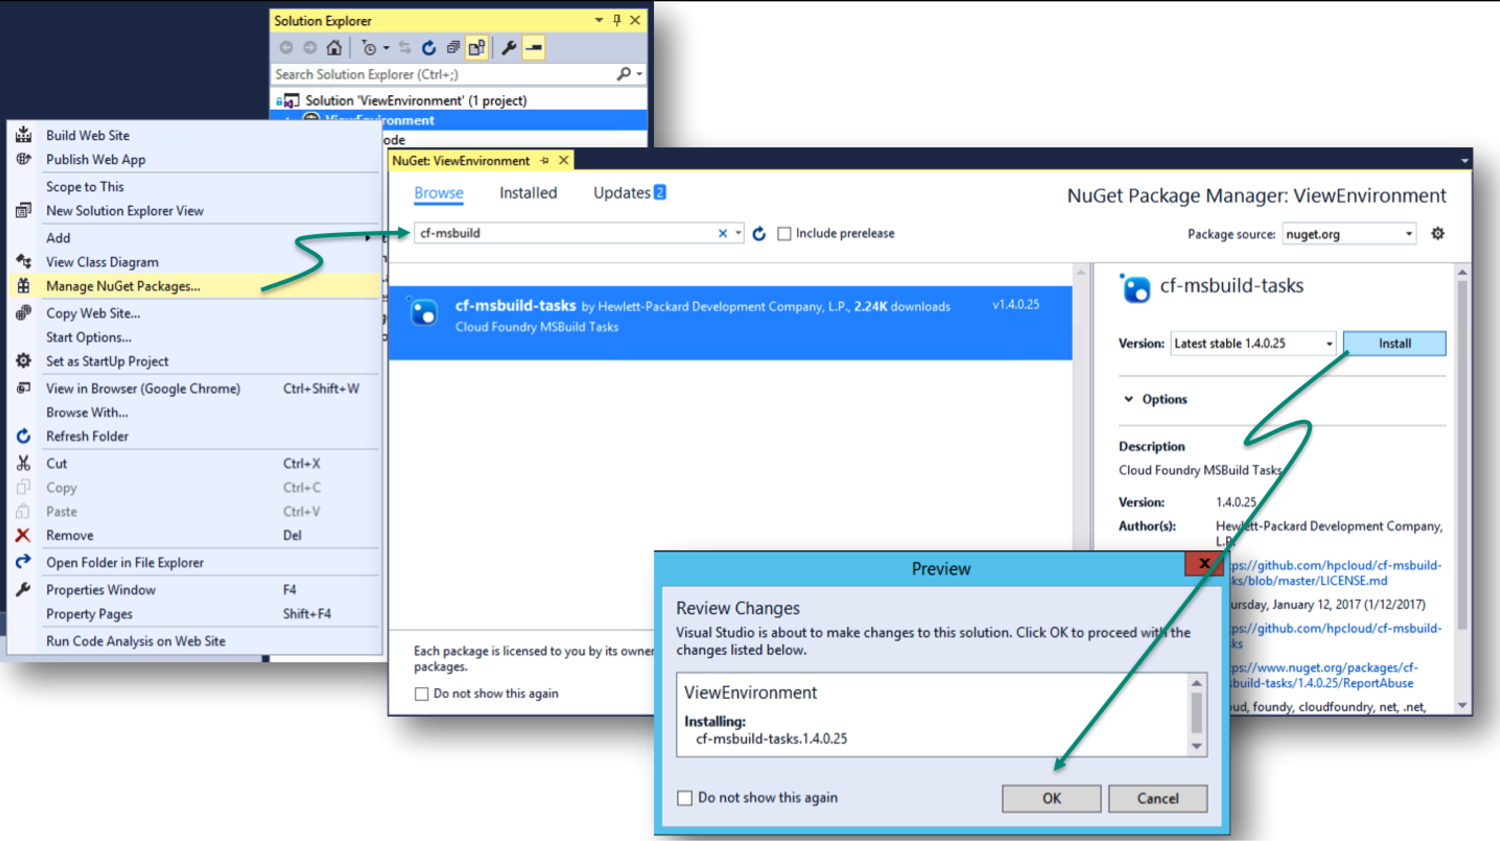 Solution Explorer
Search Solution Explorer (Ctrl+;)
Solution 'ViewEnvironment' (1 project)
ViewEnvironment
ode
Build Web Site
Publish Web App
Scope to This
New Solution Explorer View
Add
View Class Diagram
Manage NuGet Packages...
Copy Web Site...
Start Options...
Set as StartUp Project
View in Browser (Google Chrome) Ctrl+Shift+W
Browse With...
Refresh Folder
Cut Ctrl+X
Copy Ctrl+C
Paste Ctrl+V
Remove Del
Open Folder in File Explorer
Properties Window F4
Property Pages Shift+F4
Run Code Analysis on Web Site
NuGet: ViewEnvironment
Browse Installed Updates 2
NuGet Package Manager: ViewEnvironment
cf-msbuild
Include prerelease
Package source: nuget.org
cf-msbuild-tasks by Hewlett-Packard Development Company, L.P., 2.24K downloads v1.4.0.25
Cloud Foundry MSBuild Tasks
Each package is licensed to you by its owner
packages.
Do not show this again
cf-msbuild-tasks
Version: Latest stable 1.4.0.25 Install
Options
Description
Cloud Foundry MSBuild Tasks
Version: 1.4.0.25
Author(s): Hewlett-Packard Development Company,
L.P.
ps://github.com/hpcloud/cf-msbuild-
ks/blob/master/LICENSE.md
ursday, January 12, 2017 (1/12/2017)
ps://github.com/hpcloud/cf-msbuild-
ks
ps://www.nuget.org/packages/cf-
sbuild-tasks/1.4.0.25/ReportAbuse
ud, foundy, cloudfoundry, net, .net,
Preview
Review Changes
Visual Studio is about to make changes to this solution. Click OK to proceed with the
changes listed below.
ViewEnvironment
Installing:
cf-msbuild-tasks.1.4.0.25
Do not show this again
OK Cancel